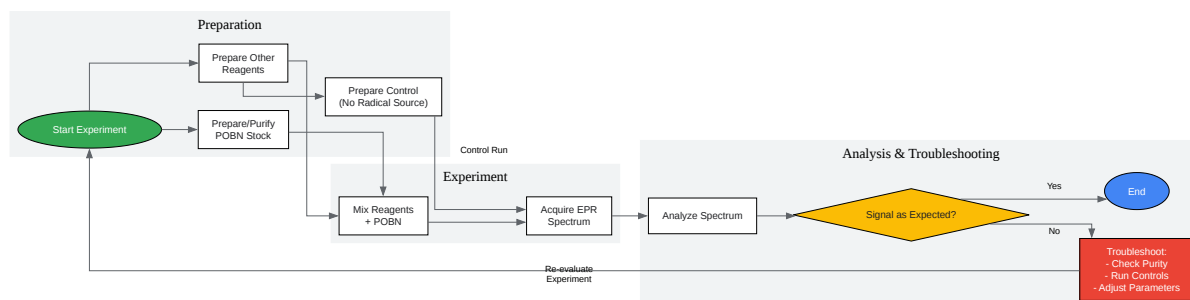 Preparation
Prepare Other
Reagents
Prepare Control
(No Radical Source)
Start Experiment
Prepare/Purify
POBN Stock
Control Run
Experiment
Mix Reagents
+ POBN
Acquire EPR
Spectrum
Analysis & Troubleshooting
Analyze Spectrum
Signal as Expected?
Yes
End
No
Troubleshoot:
- Check Purity
- Run Controls
- Adjust Parameters
Re-evaluate
Experiment